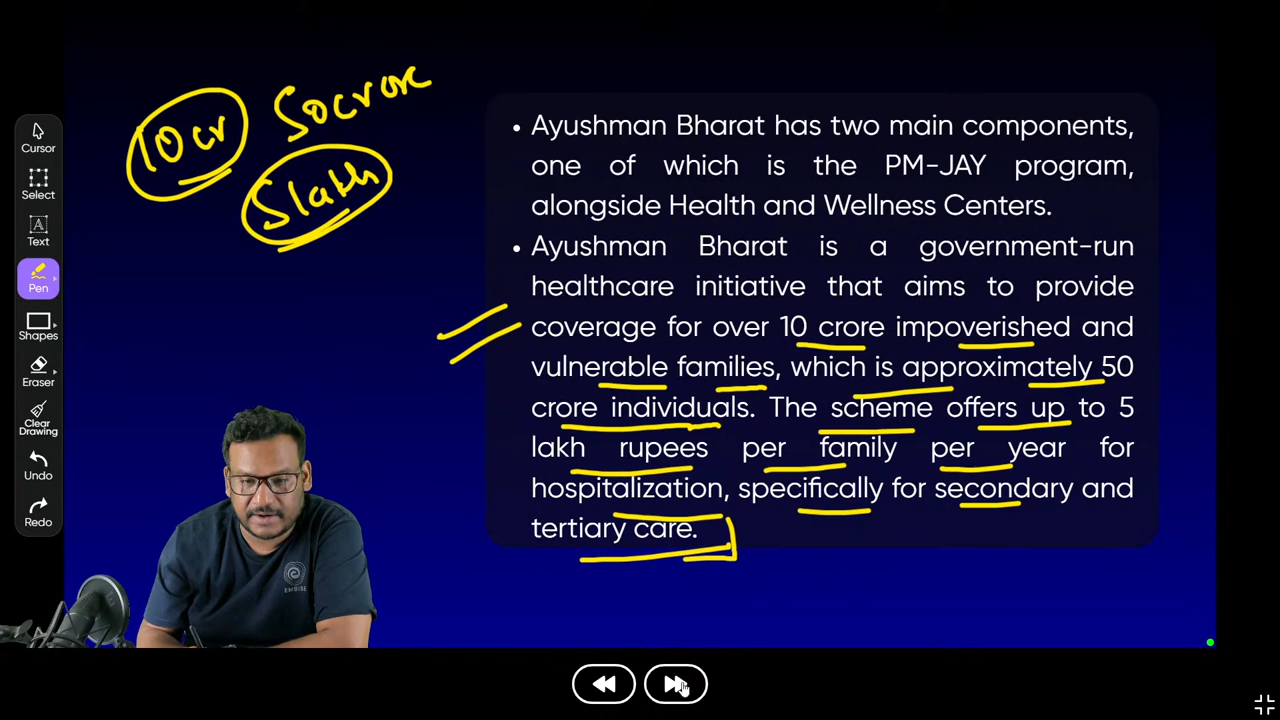 10cr
50crore
5lakh
Cursor
Select
Text
Pen
Shapes
Eraser
Clear
Drawing
Undo
Redo
• Ayushman Bharat has two main components,
one of which is the PM-JAY program,
alongside Health and Wellness Centers.
• Ayushman Bharat is a government-run
healthcare initiative that aims to provide
coverage for over 10 crore impoverished and
vulnerable families, which is approximately 50
crore individuals. The scheme offers up to 5
lakh rupees per family per year for
hospitalization, specifically for secondary and
tertiary care.
EMBIBE